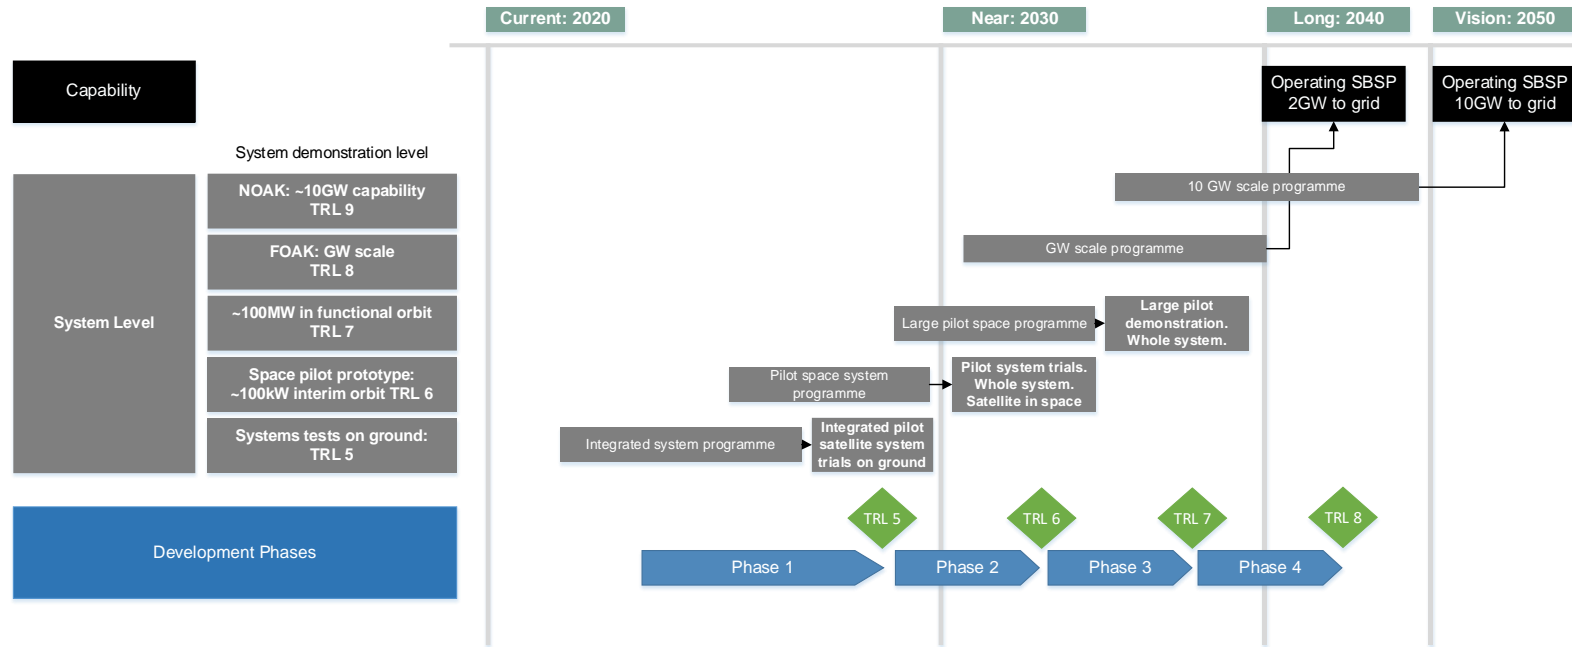 Current: 2020
Near: 2030
Long: 2040
Vision: 2050
Capability
Operating SBSP
2GW to grid
Operating SBSP
10GW to grid
System demonstration level
System Level
NOAK: ~10GW capability
TRL 9
10 GW scale programme
FOAK: GW scale
TRL 8
GW scale programme
~100MW in functional orbit
TRL 7
Large pilot space programme
Large pilot
demonstration.
Whole system.
Space pilot prototype:
~100kW interim orbit TRL 6
Pilot space system
programme
Pilot system trials.
Whole system.
Satellite in space
Systems tests on ground:
TRL 5
Integrated system programme
Integrated pilot
satellite system
trials on ground
Development Phases
TRL 5
TRL 6
TRL 7
TRL 8
Phase 1
Phase 2
Phase 3
Phase 4